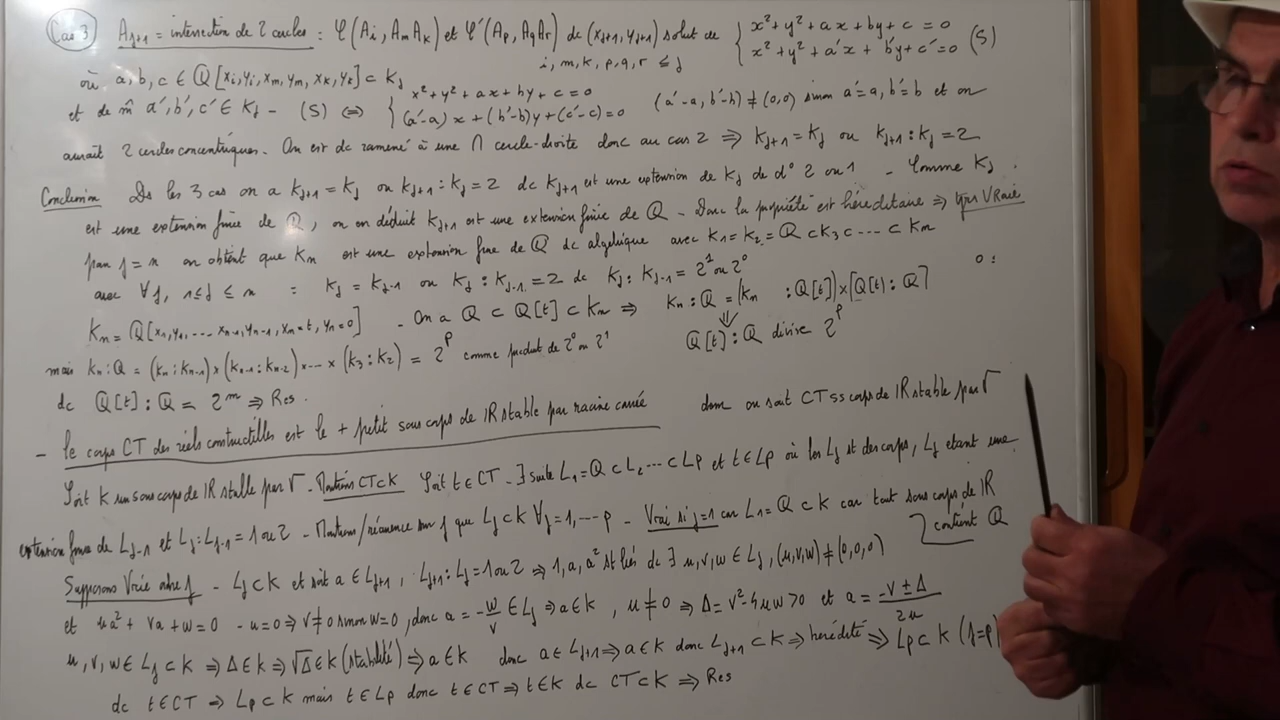 Cas 3 A_{j+1} = intersection de 2 cercles : 𝒞(A_i, A_m A_k) et 𝒞'(A_p, A_q A_r) dc (x_{j+1}, y_{j+1}) solut de { x²+y²+ax+by+c=0
i, m, k, p, q, r ≤ j { x²+y²+a'x+b'y+c'=0 (S)
où a, b, c ∈ ℚ[x_i, y_i, x_m, y_m, x_k, y_k] ⊂ K_j
et de m̂ a', b', c' ∈ K_j - (S) ⟺ { x²+y²+ax+by+c=0
{ (a'-a)x+(b'-b)y+(c'-c)=0 (a'-a, b'-b) ≠ (0,0) sinon a'=a, b'=b et on
aurait 2 cercles concentriques - On est dc ramené à une ∩ cercle-droite donc au cas 2 ⇒ K_{j+1}=K_j ou K_{j+1}:K_j=2
Conclusion Ds les 3 cas on a K_{j+1}=K_j ou K_{j+1}:K_j=2 dc K_{j+1} est une extension de K_j de d° 2 ou 1 - Comme K_j
est une extension finie de ℚ, on en déduit K_{j+1} est une extension finie de ℚ - Donc la propriété est héréditaire ⇒ tjrs VRaie
pour j=n on obtient que K_n est une extension finie de ℚ dc algébrique avec K_1=K_2=ℚ⊂K_3⊂---⊂K_n
avec ∀j, 1≤j≤n : K_j=K_{j-1} ou K_j:K_{j-1}=2 dc K_j:K_{j-1}=2¹ ou 2⁰
K_n=ℚ[x_1,y_1,---x_{n-1},y_{n-1},x_n=t,y_n=0] - On a ℚ⊂ℚ[t]⊂K_n ⇒ K_n:ℚ=(K_n :ℚ[t])×(ℚ[t]:ℚ]
mais K_n:ℚ=(K_n:K_{n-1})×(K_{n-1}:K_{n-2})×---×(K_3:K_2)=2^p comme produit de 2⁰ ou 2¹ ⇓ ℚ[t]:ℚ divise 2^p
dc ℚ[t]:ℚ=2^m ⇒ Res.
- le corps CT des réels constructibles est le + petit sous corps de IR stable par racine carrée donc on sait CT ss corps de IR stable par √
Soit K un sous corps de IR stable par √ - Montrons CT⊂K Soit t∈CT - ∃ suite L_1=ℚ⊂L_2---⊂L_p et t∈L_p où les L_j st des corps, L_j étant une
extension finie de L_{j-1} et L_j:L_{j-1}=1 ou 2 - Montrons/récurrence sur j que L_j⊂K ∀j=1,---p - Vrai si j=1 car L_1=ℚ⊂K car tout sous corps de IR
contient ℚ
Supposons Vraie ordre j - L_j⊂K et soit a∈L_{j+1}, L_{j+1}:L_j=1 ou 2 ⇒ 1, a, a² st liés dc ∃ u,v,w∈L_j, (u,v,w)≠(0,0,0)
et ua²+va+w=0 - u=0 ⇒ v≠0 sinon w=0, donc a=-w/v ∈L_j ⇒ a∈K, u≠0 ⇒ Δ=v²-4uw>0 et a=(-v±Δ)/2u
u,v,w∈L_j⊂K ⇒ Δ∈K ⇒ √Δ∈K (stabilité) ⇒ a∈K donc a∈L_{j+1} ⇒ a∈K donc L_{j+1}⊂K ⇒ hérédité ⇒ L_p⊂K (j=p)
dc t∈CT ⇒ L_p⊂K mais t∈L_p donc t∈CT ⇒ t∈K dc CT⊂K ⇒ Res